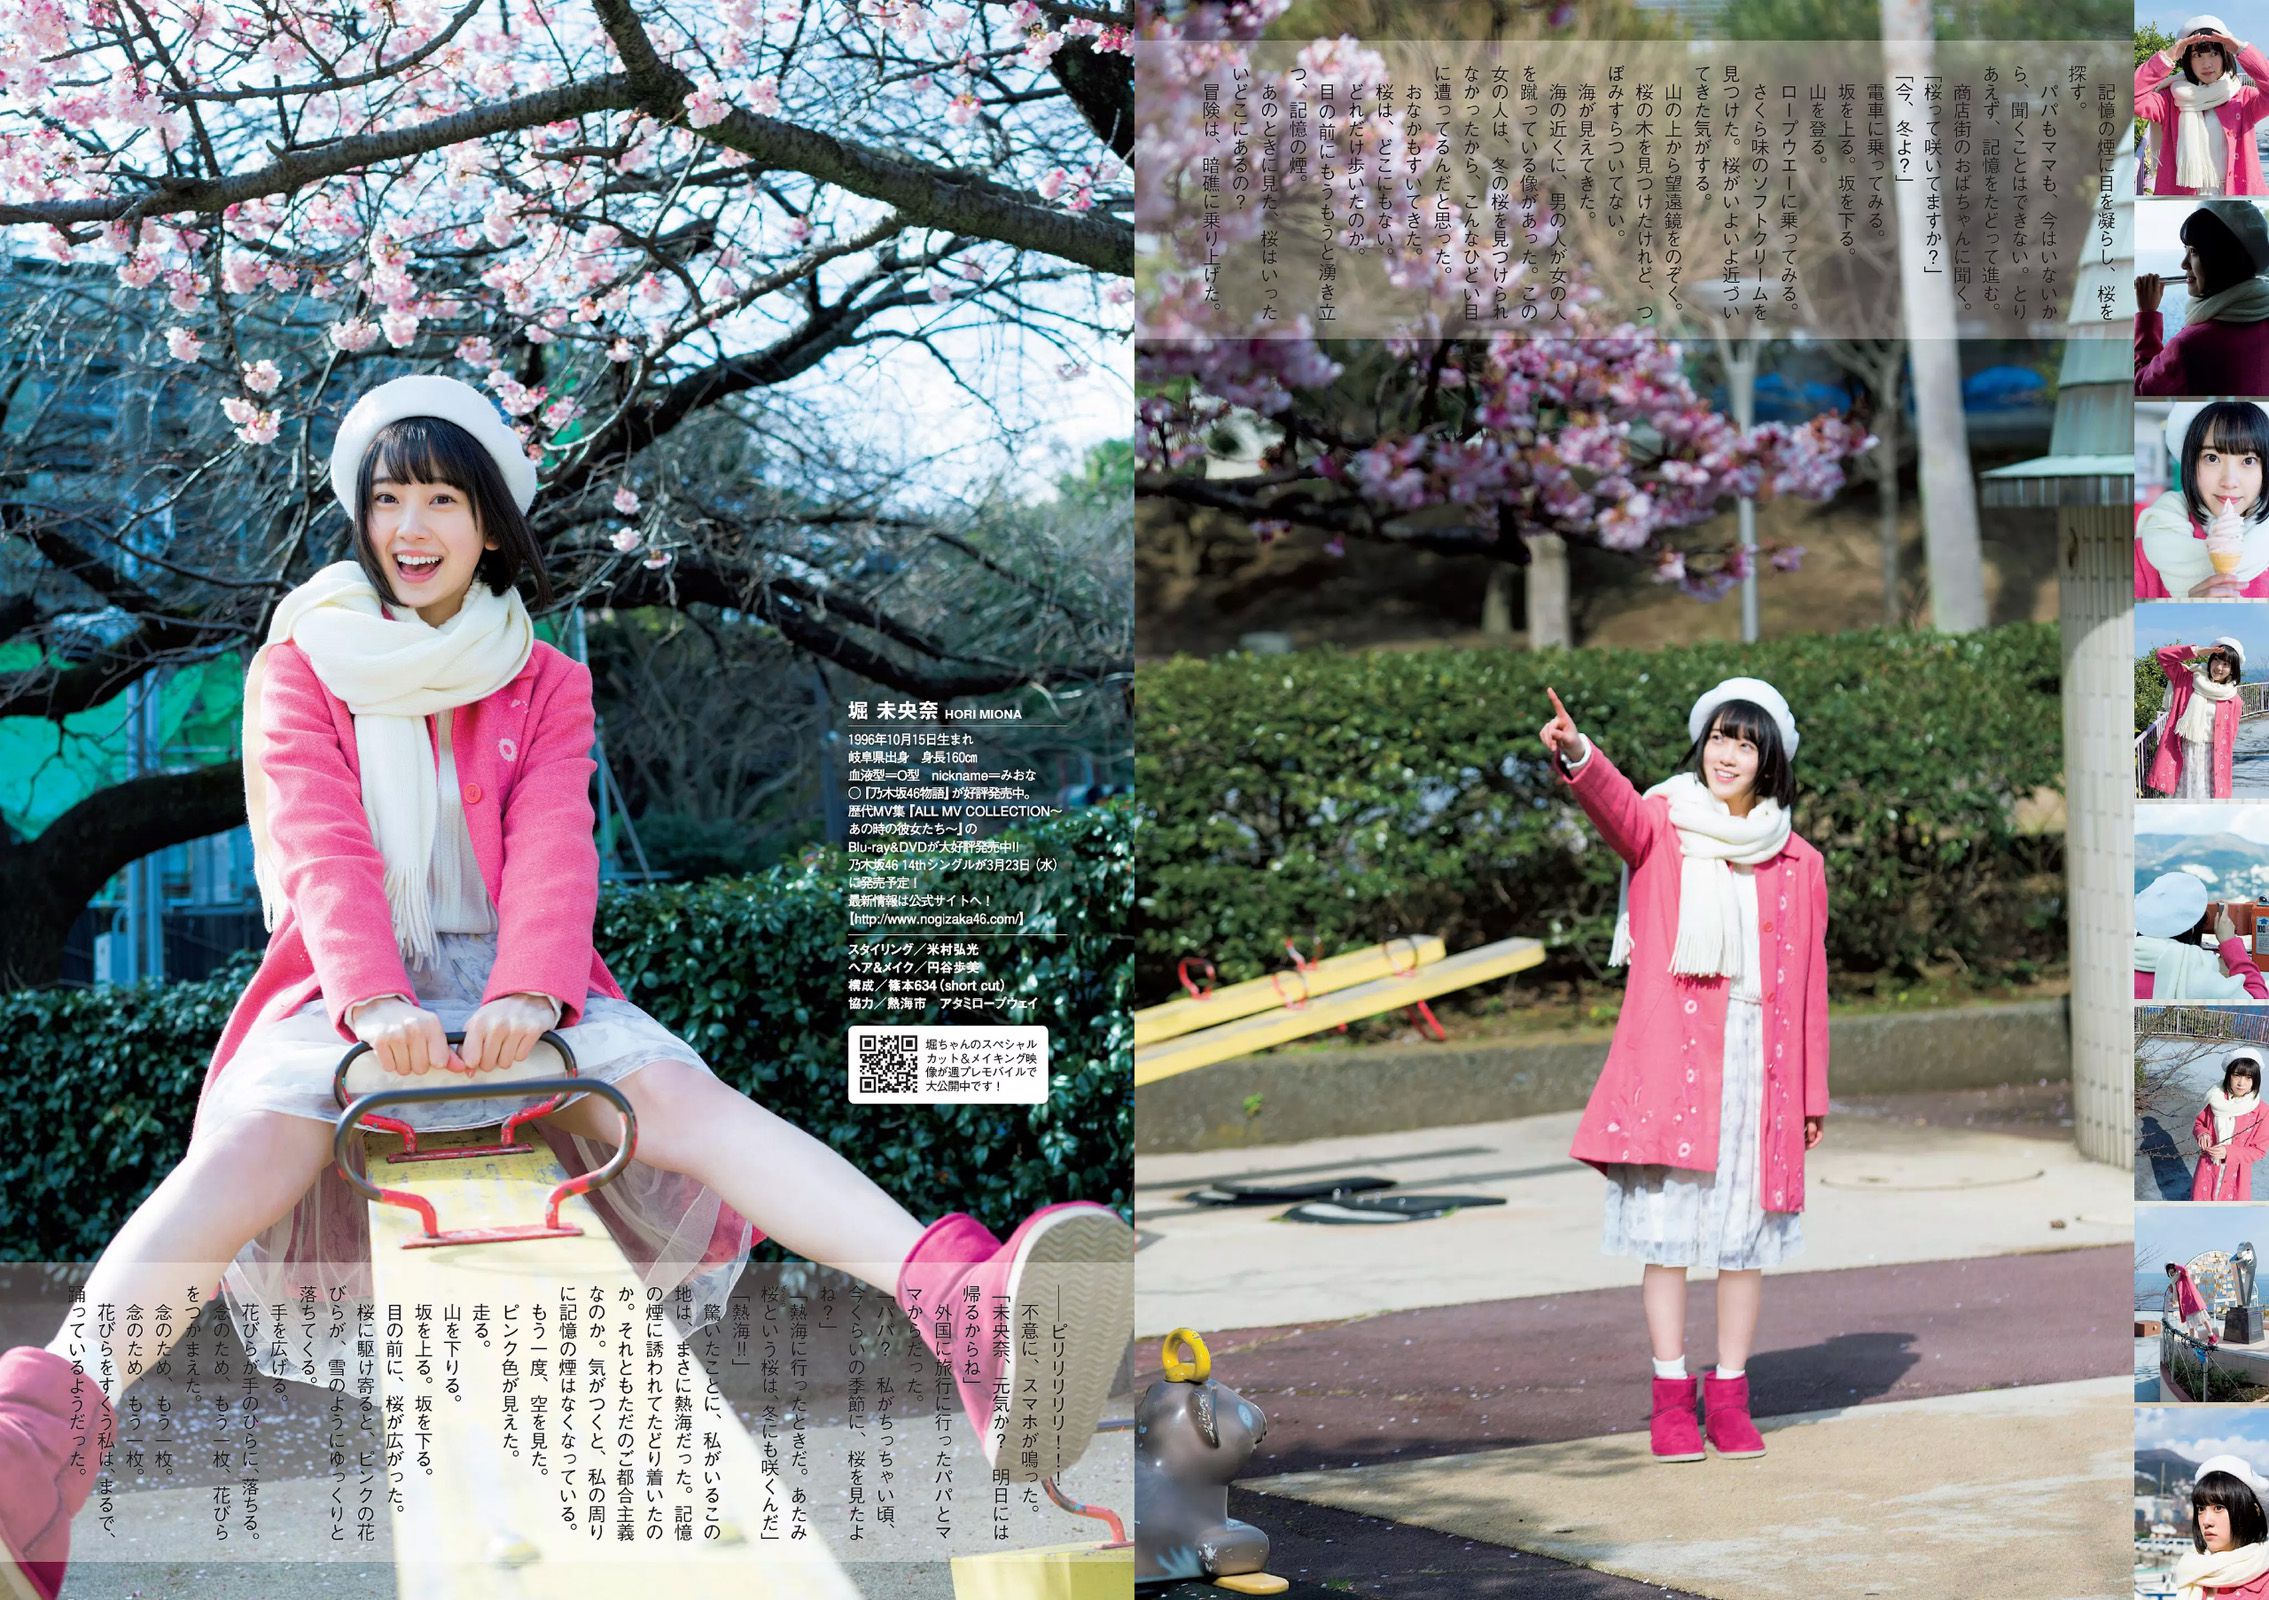 記憶の煙に目を凝らし、桜を
探す。
パパもママも、今はいないか
ら、聞くことはできない。とり
あえず、記憶をたどって進む。
商店街のおばちゃんに聞く。
「桜って咲いてますか？」
「今、冬よ？」
電車に乗ってみる。
坂を上る。坂を下る。
山を登る。
ロープウエーに乗ってみる。
さくら味のソフトクリームを
見つけた。桜がいよいよ近づい
てきた気がする。
山の上から望遠鏡をのぞく。
桜の木を見つけたけれど、つ
ぼみすらついてない。
海が見えてきた。
海の近くに、男の人が女の人
を蹴っている像があった。この
女の人は、冬の桜を見つけられ
なかったから、こんなひどい目
に遭ってるんだと思った。
おなかもすいてきた。
桜は、どこにもない。
どれだけ歩いたのか。
目の前にもうもうと湧き立
つ、記憶の煙。
あのときに見た、桜はいった
いどこにあるの？
冒険は、暗礁に乗り上げた。
――ピリリリリリ！！！
不意に、スマホが鳴った。
「未央奈、元気か？　明日には
帰るからね」
外国に旅行に行ったパパとマ
マからだった。
「パパ？　私がちっちゃい頃、
今くらいの季節に、桜を見たよ
ね？」
「熱海に行ったときだ。あたみ
桜という桜は、冬にも咲くんだ」
「熱海!!」
驚いたことに、私がいるこの
地は、まさに熱海だった。記憶
の煙に誘われてたどり着いたの
か。それともただのご都合主義
なのか。気がつくと、私の周り
に記憶の煙はなくなっている。
もう一度、空を見た。
ピンク色が見えた。
走る。
山を下りる。
坂を上る。坂を下る。
目の前に、桜が広がった。
桜に駆け寄ると、ピンクの花
びらが、雪のようにゆっくりと
落ちてくる。
手を広げる。
花びらが手のひらに、落ちる。
念のため、もう一枚、花びら
をつかまえた。
念のため、もう一枚。
念のため、もう一枚。
花びらをすくう私は、まるで、
踊っているようだった。
堀 未央奈 HORI MIONA
1996年10月15日生まれ
岐阜県出身　身長160㎝
血液型＝O型　nickname＝みおな
○『乃木坂46物語』が好評発売中。
歴代MV集『ALL MV COLLECTION〜
あの時の彼女たち〜』の
Blu-ray&DVDが大好評発売中!!
乃木坂46 14thシングルが3月23日（水）
に発売予定！
最新情報は公式サイトへ！
【http://www.nogizaka46.com/】
スタイリング／米村弘光
ヘア&メイク／円谷歩美
構成／篠本634（short cut）
協力／熱海市　アタミロープウェイ
堀ちゃんのスペシャル
カット&メイキング映
像が週プレモバイルで
大公開中です！